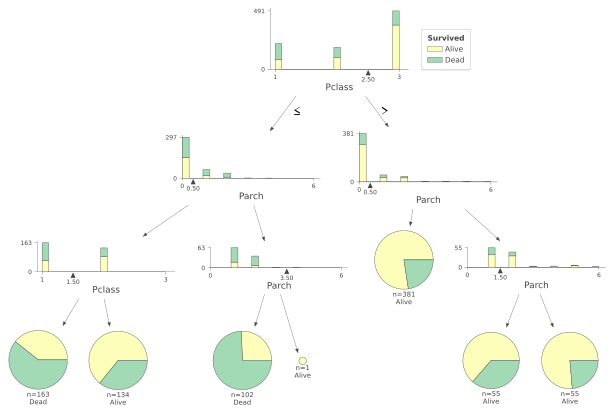 491
0
1
2.50
3
Pclass
Survived
Alive
Dead
≤
>
297
0
0
0.50
6
Parch
381
0
0
0.50
6
Parch
163
0
1
1.50
3
Pclass
63
0
0
3.50
6
Parch
n=381
Alive
55
0
1.50
6
Parch
n=163
Dead
n=134
Alive
n=102
Dead
n=1
Alive
n=55
Alive
n=55
Alive